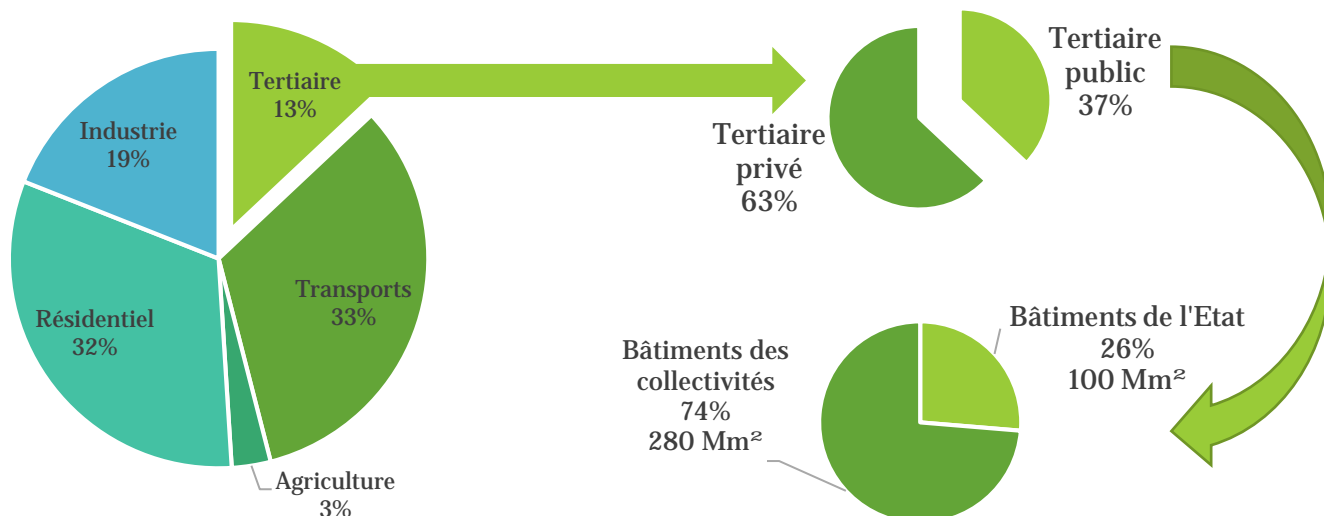 Tertiaire
13%
Industrie
19%
Transports
33%
Résidentiel
32%
Agriculture
3%
Tertiaire
public
37%
Tertiaire
privé
63%
Bâtiments de l'Etat
26%
100 Mm²
Bâtiments des
collectivités
74%
280 Mm²